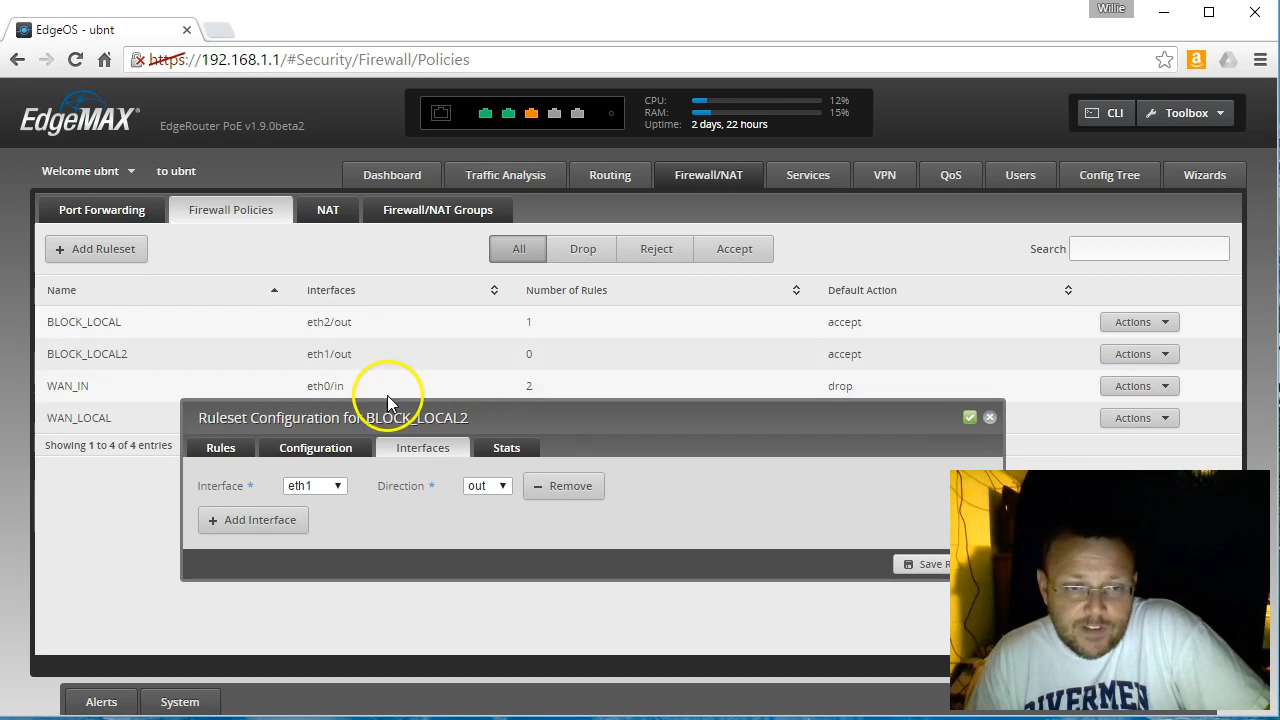 Willie
EdgeOS - ubnt
https://192.168.1.1/#Security/Firewall/Policies
EdgeMAX®
EdgeRouter PoE v1.9.0beta2
CPU: 12%
RAM: 15%
Uptime: 2 days, 22 hours
CLI
Toolbox
Welcome ubnt to ubnt
Dashboard Traffic Analysis Routing Firewall/NAT Services VPN QoS Users Config Tree Wizards
Port Forwarding Firewall Policies NAT Firewall/NAT Groups
+ Add Ruleset All Drop Reject Accept Search
Name Interfaces Number of Rules Default Action
BLOCK_LOCAL eth2/out 1 accept Actions
BLOCK_LOCAL2 eth1/out 0 accept Actions
WAN_IN eth0/in 2 drop Actions
WAN_LOCAL Actions
Showing 1 to 4 of 4 entries
Ruleset Configuration for BLOCK_LOCAL2
Rules Configuration Interfaces Stats
Interface * eth1 Direction * out − Remove
+ Add Interface
Save R
Alerts System
RIVERMEN